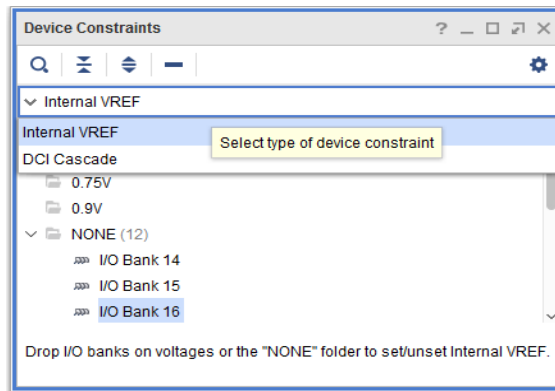 Device Constraints
Internal VREF
Internal VREF
Select type of device constraint
DCI Cascade
0.75V
0.9V
NONE (12)
I/O Bank 14
I/O Bank 15
I/O Bank 16
Drop I/O banks on voltages or the "NONE" folder to set/unset Internal VREF.